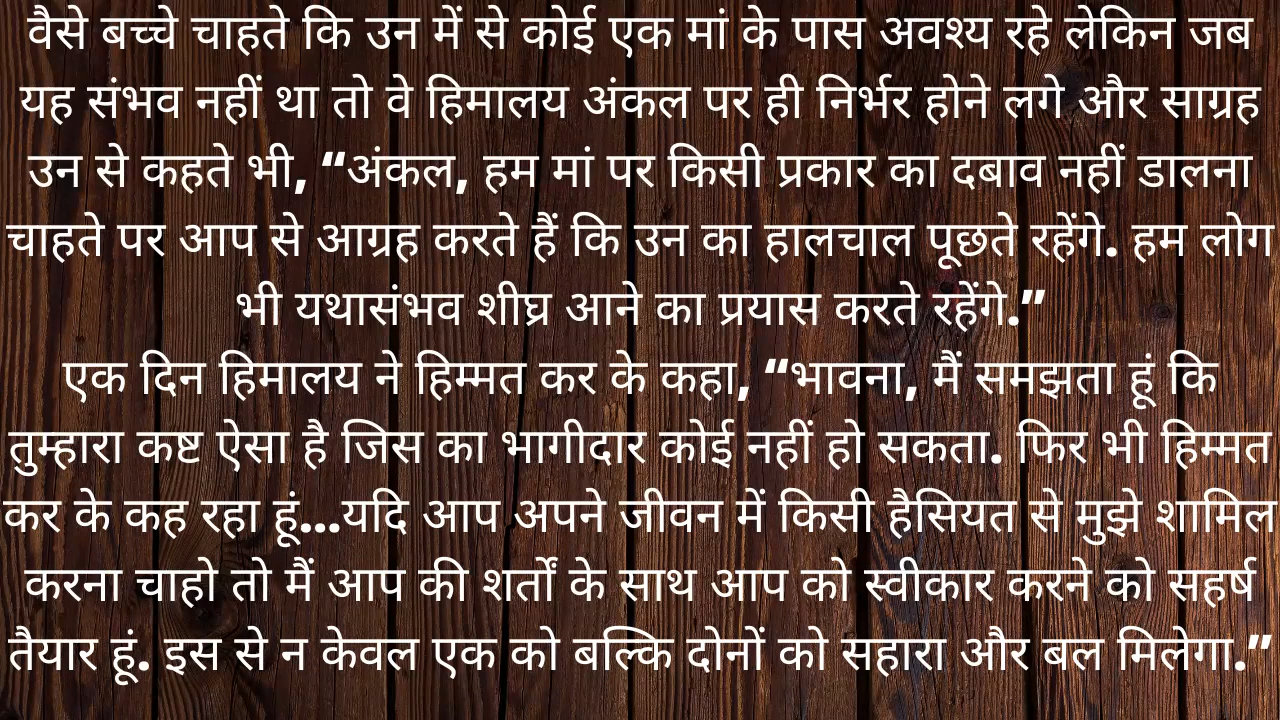 वैसे बच्चे चाहते कि उन में से कोई एक मां के पास अवश्य रहे लेकिन जब
यह संभव नहीं था तो वे हिमालय अंकल पर ही निर्भर होने लगे और साग्रह
उन से कहते भी, “अंकल, हम मां पर किसी प्रकार का दबाव नहीं डालना
चाहते पर आप से आग्रह करते हैं कि उन का हालचाल पूछते रहेंगे. हम लोग
भी यथासंभव शीघ्र आने का प्रयास करते रहेंगे.”
एक दिन हिमालय ने हिम्मत कर के कहा, “भावना, मैं समझता हूं कि
तुम्हारा कष्ट ऐसा है जिस का भागीदार कोई नहीं हो सकता. फिर भी हिम्मत
कर के कह रहा हूं...यदि आप अपने जीवन में किसी हैसियत से मुझे शामिल
करना चाहो तो मैं आप की शर्तों के साथ आप को स्वीकार करने को सहर्ष
तैयार हूं. इस से न केवल एक को बल्कि दोनों को सहारा और बल मिलेगा.”